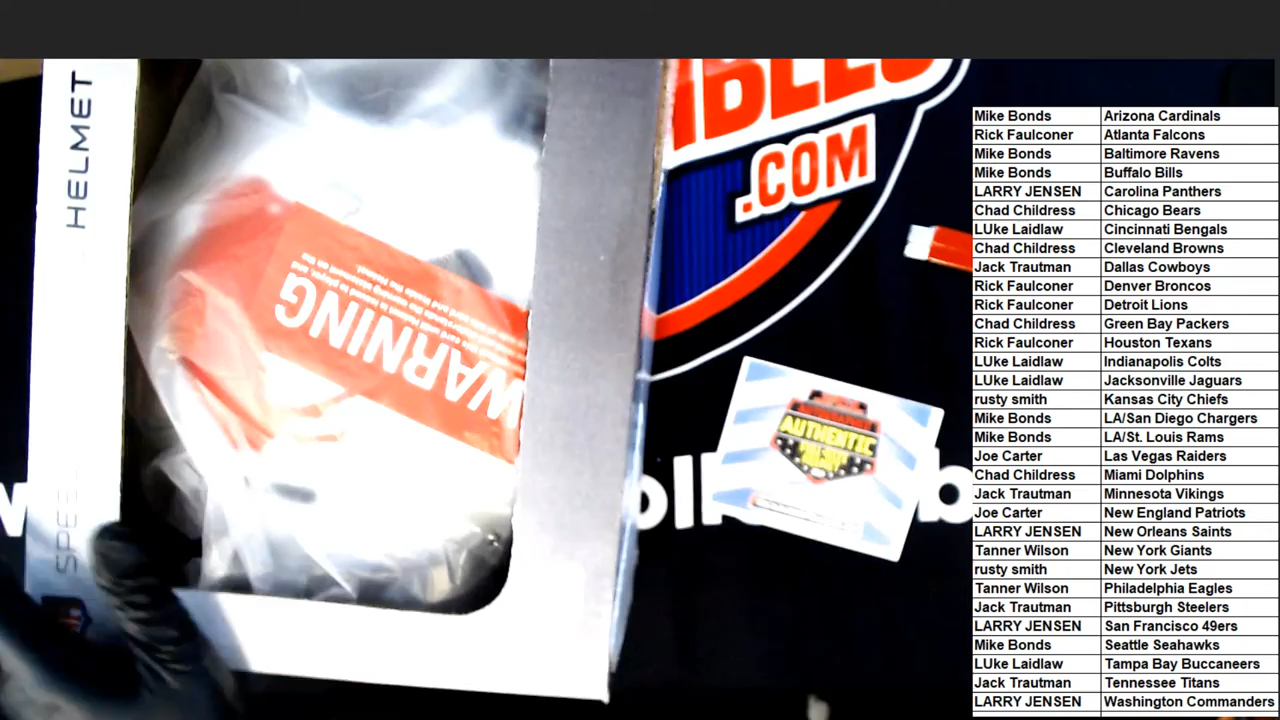 HELMET
SPE
WARNING
.COM
AUTHENTIC
Mike Bonds Arizona Cardinals
Rick Faulconer Atlanta Falcons
Mike Bonds Baltimore Ravens
Mike Bonds Buffalo Bills
LARRY JENSEN Carolina Panthers
Chad Childress Chicago Bears
LUke Laidlaw Cincinnati Bengals
Chad Childress Cleveland Browns
Jack Trautman Dallas Cowboys
Rick Faulconer Denver Broncos
Rick Faulconer Detroit Lions
Chad Childress Green Bay Packers
Rick Faulconer Houston Texans
LUke Laidlaw Indianapolis Colts
LUke Laidlaw Jacksonville Jaguars
rusty smith Kansas City Chiefs
Mike Bonds LA/San Diego Chargers
Mike Bonds LA/St. Louis Rams
Joe Carter Las Vegas Raiders
Chad Childress Miami Dolphins
Jack Trautman Minnesota Vikings
Joe Carter New England Patriots
LARRY JENSEN New Orleans Saints
Tanner Wilson New York Giants
rusty smith New York Jets
Tanner Wilson Philadelphia Eagles
Jack Trautman Pittsburgh Steelers
LARRY JENSEN San Francisco 49ers
Mike Bonds Seattle Seahawks
LUke Laidlaw Tampa Bay Buccaneers
Jack Trautman Tennessee Titans
LARRY JENSEN Washington Commanders